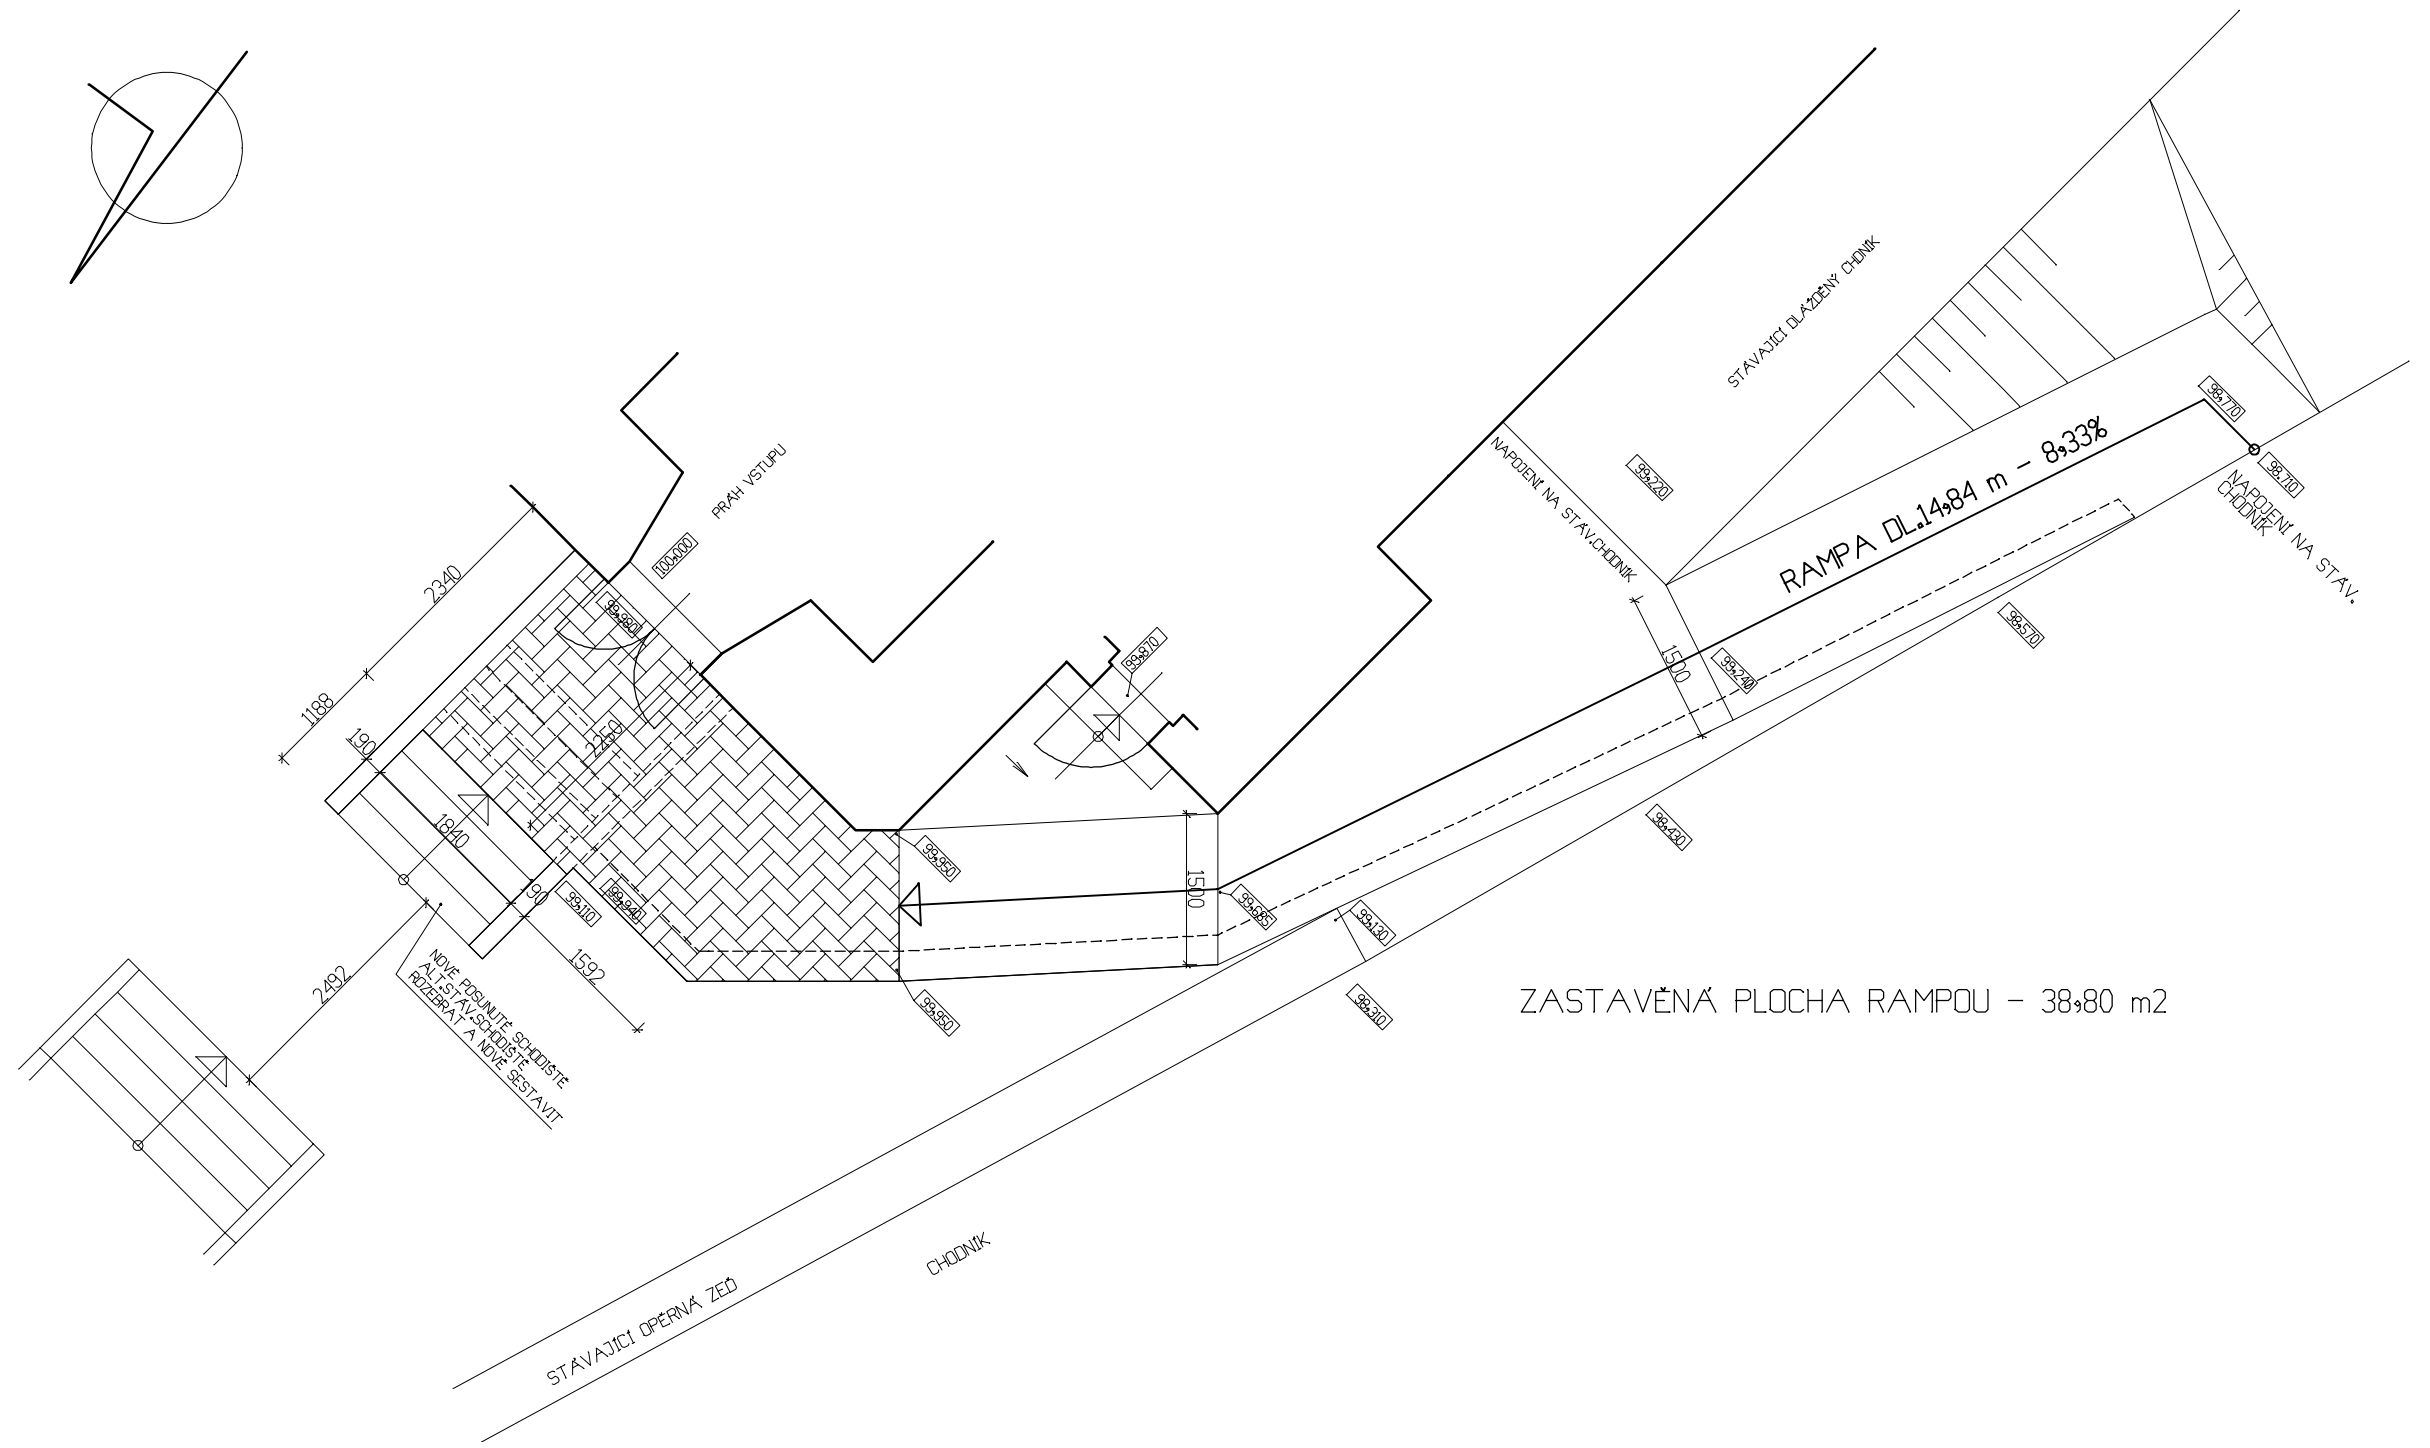 STÁVAJÍCÍ DLÁŽDĚNÝ CHDNÍK
98,770
RAMPA DL.14,84 m - 8,33%
98.710
NAPOJENÍ NA STÁV.
CHODNÍK
NAPOJENÍ NA STÁV.CHODNÍK
99,220
PRÁH VSTUPU
100,000
2340
99,980
98,570
99,870
1500
99,240
1188
190
2250
1840
98,430
99,950
190
99,110
99,940
1500
99,685
99,130
1592
2492
NOVÉ POSUNUTÉ SCHODIŠTĚ
ALT.STÁV.SCHODIŠTĚ
ROZEBRAT A NOVĚ SESTAVIT
99,950
98,310
ZASTAVĚNÁ PLOCHA RAMPOU - 38,80 m2
CHODNÍK
STÁVAJÍCÍ OPĚRNÁ ZEĎ